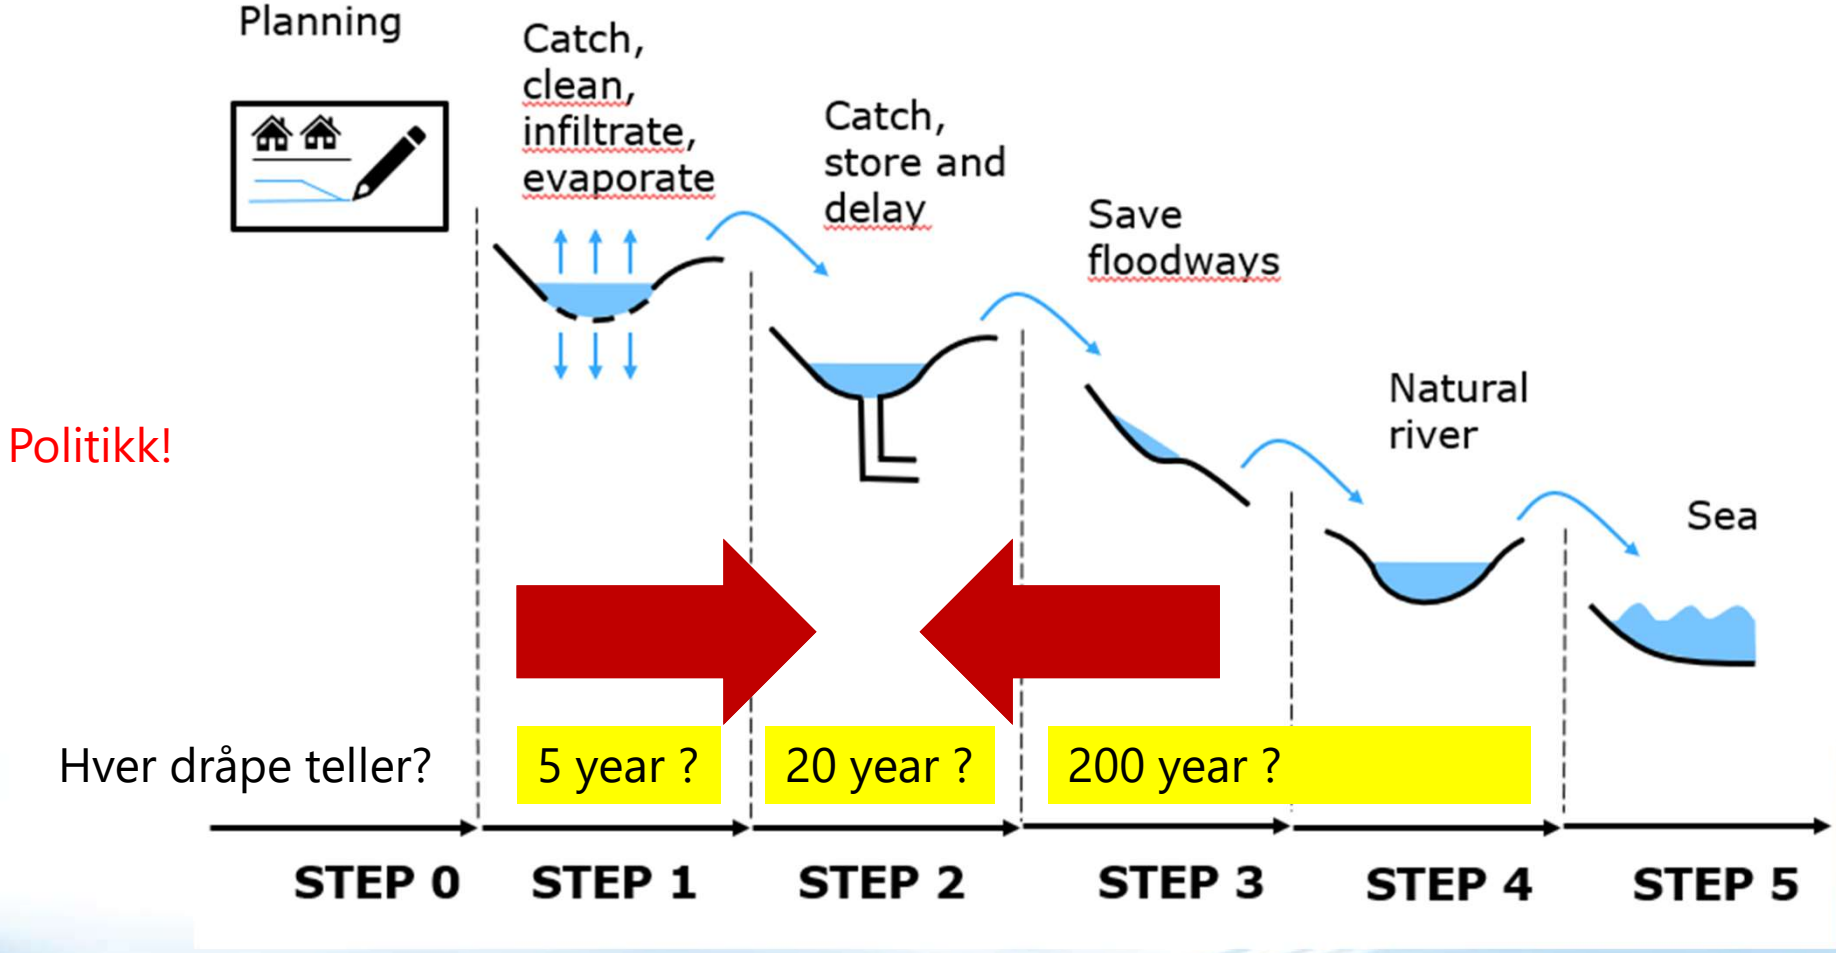 Planning
Catch,
clean,
infiltrate,
evaporate
Catch,
store and
delay
Save
floodways
Natural
river
Sea
Politikk!
Hver dråpe teller?
5 year ?
20 year ?
200 year ?
STEP 0
STEP 1
STEP 2
STEP 3
STEP 4
STEP 5